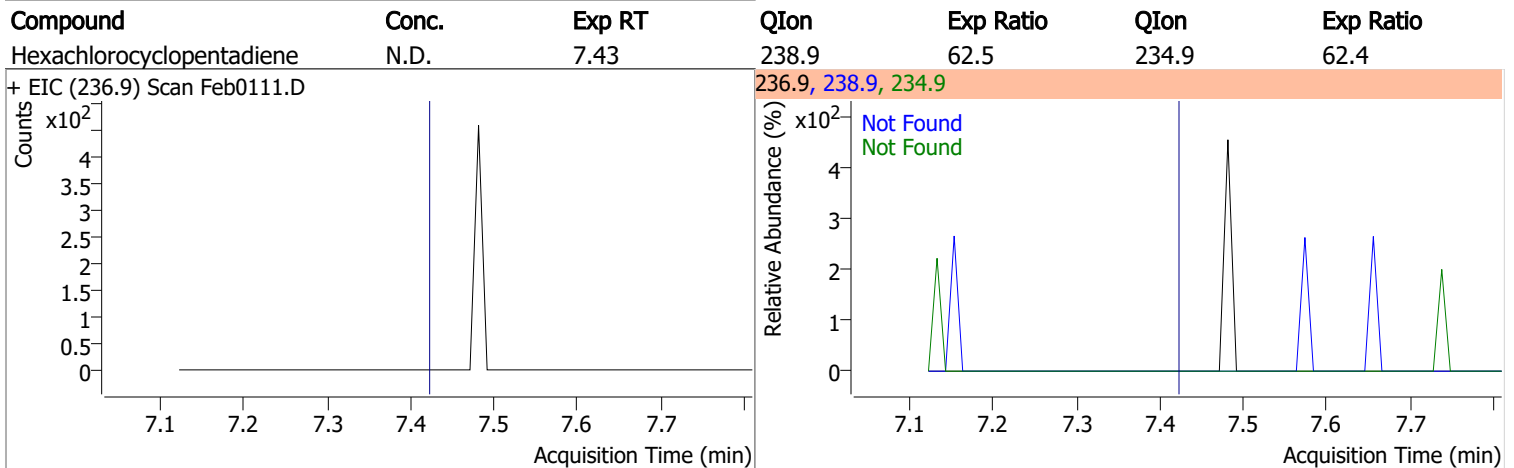 Compound Conc. Exp RT QIon Exp Ratio QIon Exp Ratio
Hexachlorocyclopentadiene N.D. 7.43 238.9 62.5 234.9 62.4
+ EIC (236.9) Scan Feb0111.D
Counts
x10²
4
3.5
3
2.5
2
1.5
1
0.5
0
7.1 7.2 7.3 7.4 7.5 7.6 7.7
Acquisition Time (min)
236.9, 238.9, 234.9
Relative Abundance (%)
x10²
Not Found
Not Found
4
3
2
1
0
7.1 7.2 7.3 7.4 7.5 7.6 7.7
Acquisition Time (min)